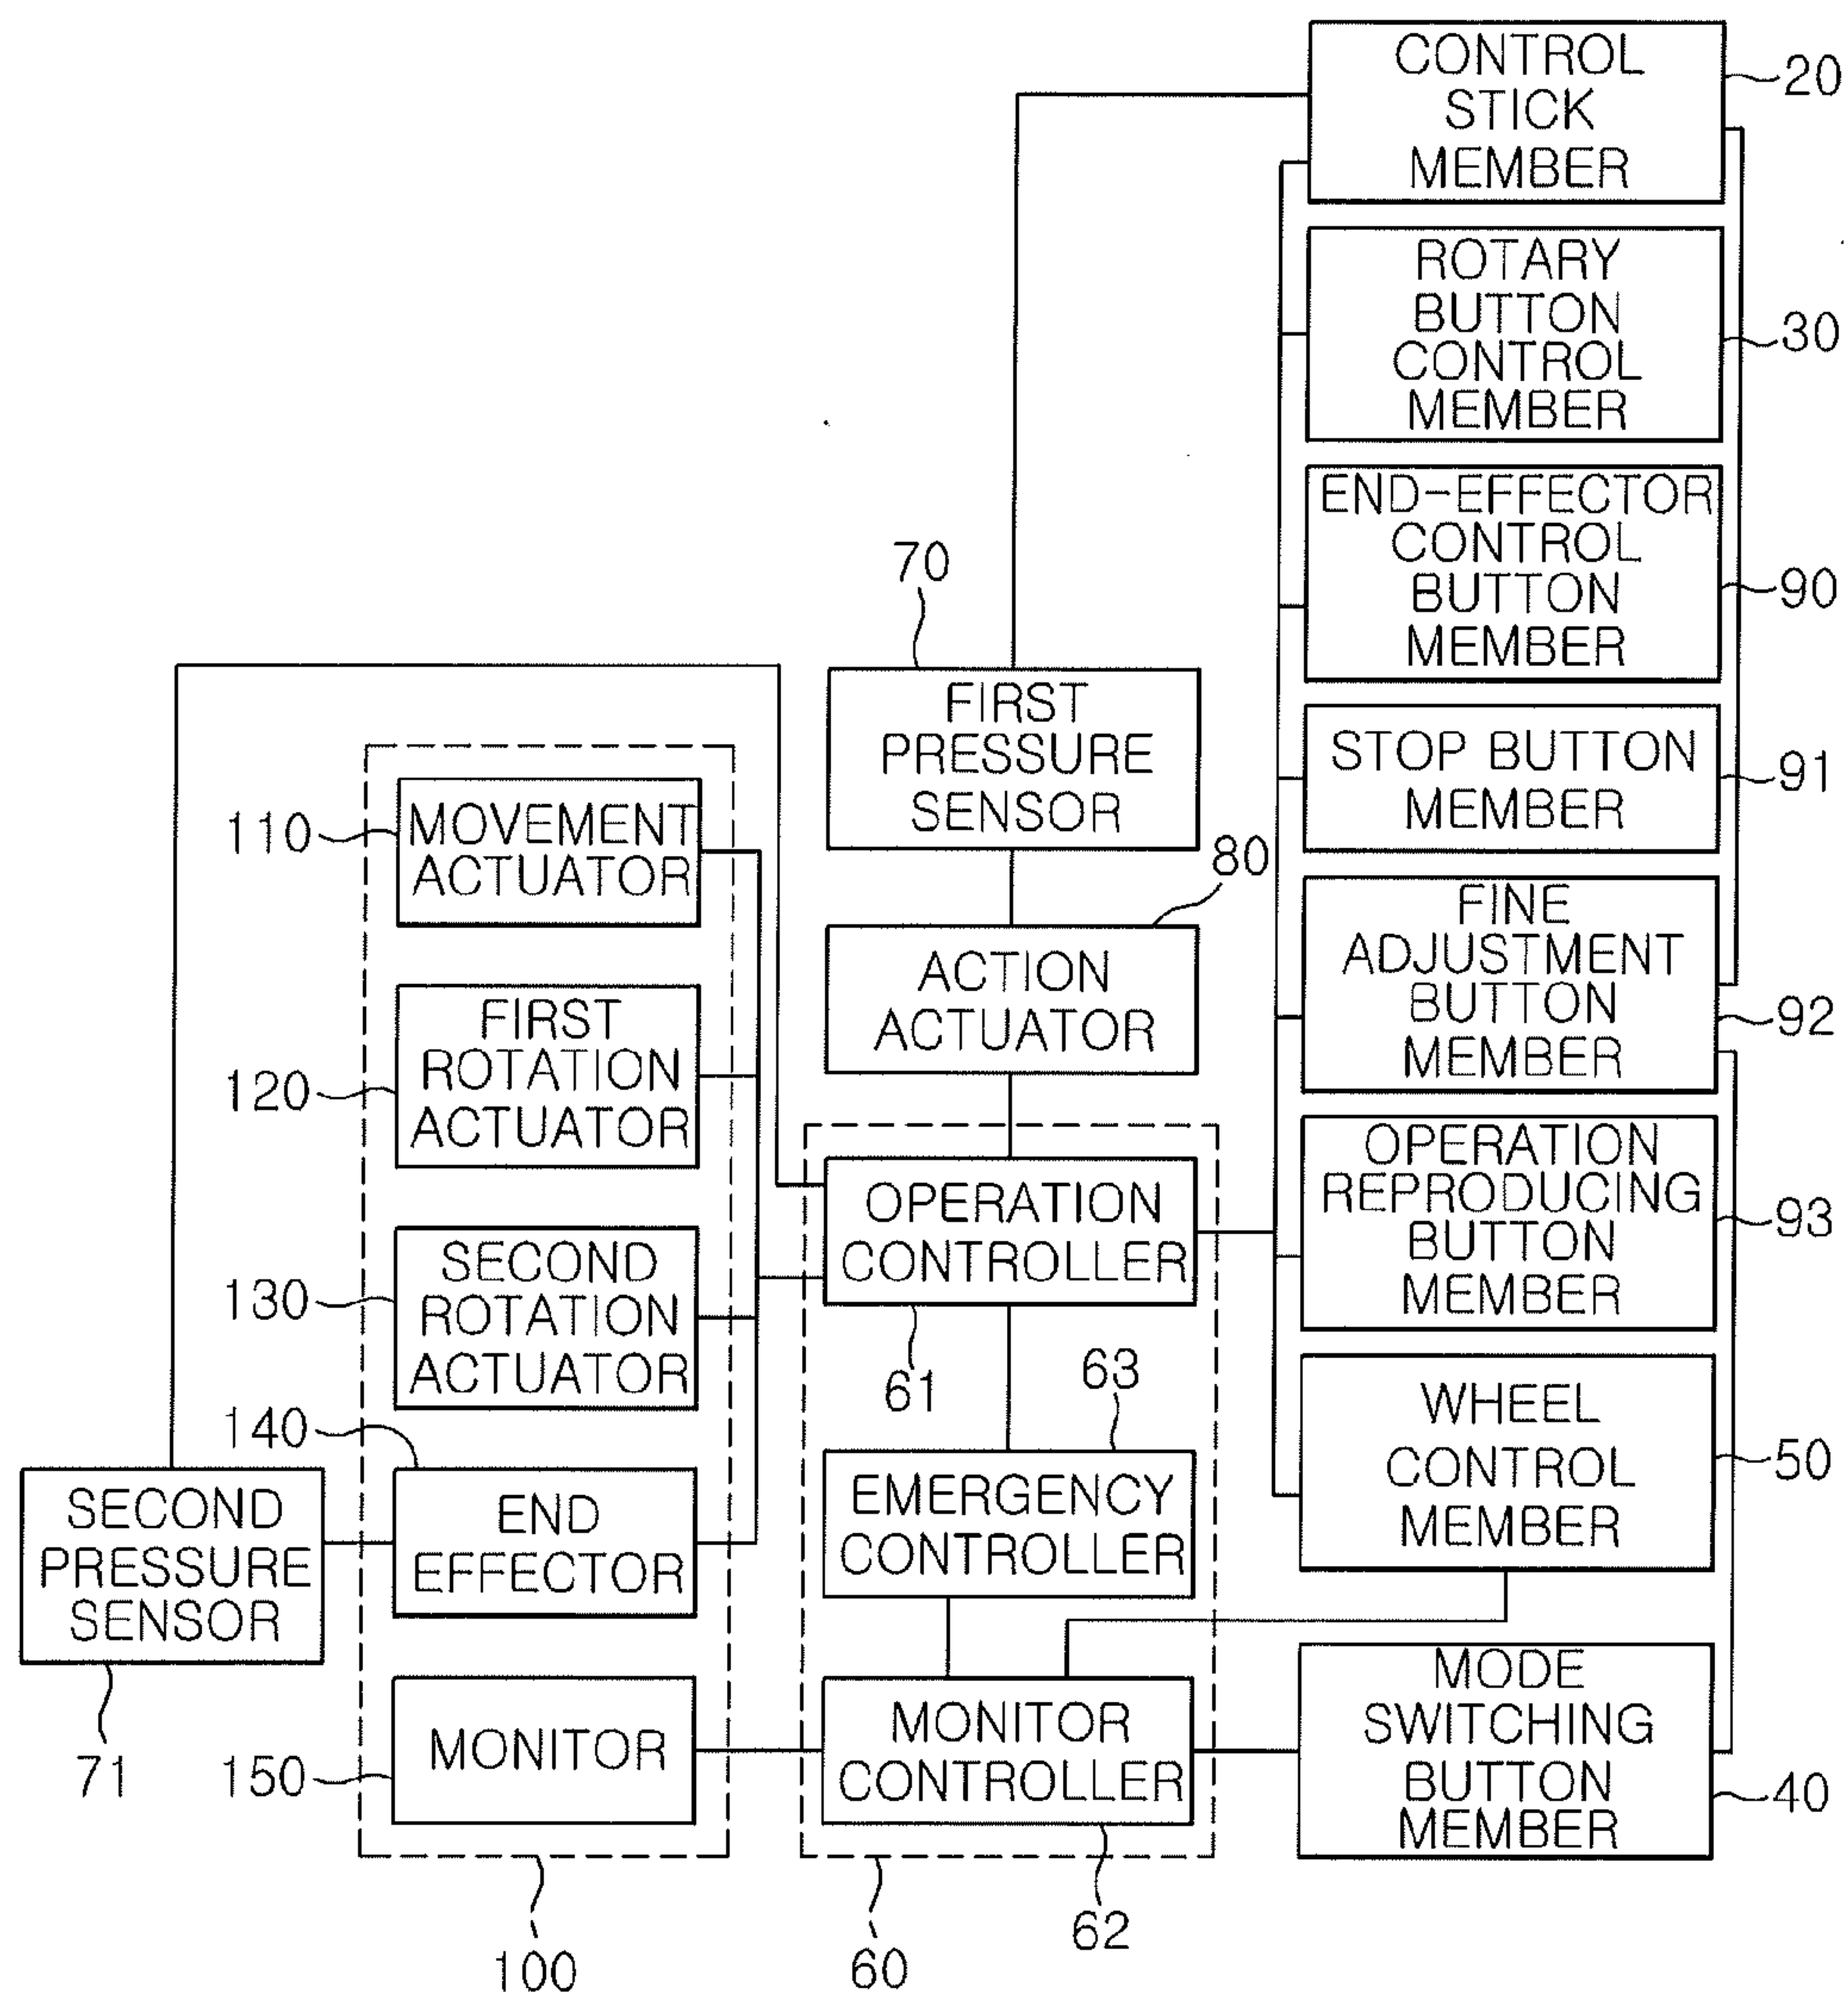 CONTROL
STICK
MEMBER
20
ROTARY
BUTTON
CONTROL
MEMBER
30
END-EFFECTOR
CONTROL
BUTTON
MEMBER
90
70
FIRST
PRESSURE
SENSOR
STOP BUTTON
MEMBER
91
110
MOVEMENT
ACTUATOR
80
ACTION
ACTUATOR
FINE
ADJUSTMENT
BUTTON
MEMBER
92
120
FIRST
ROTATION
ACTUATOR
OPERATION
CONTROLLER
61
OPERATION
REPRODUCING
BUTTON
MEMBER
93
130
SECOND
ROTATION
ACTUATOR
63
EMERGENCY
CONTROLLER
WHEEL
CONTROL
MEMBER
50
140
END
EFFECTOR
SECOND
PRESSURE
SENSOR
71
150
MONITOR
MONITOR
CONTROLLER
62
MODE
SWITCHING
BUTTON
MEMBER
40
100
60